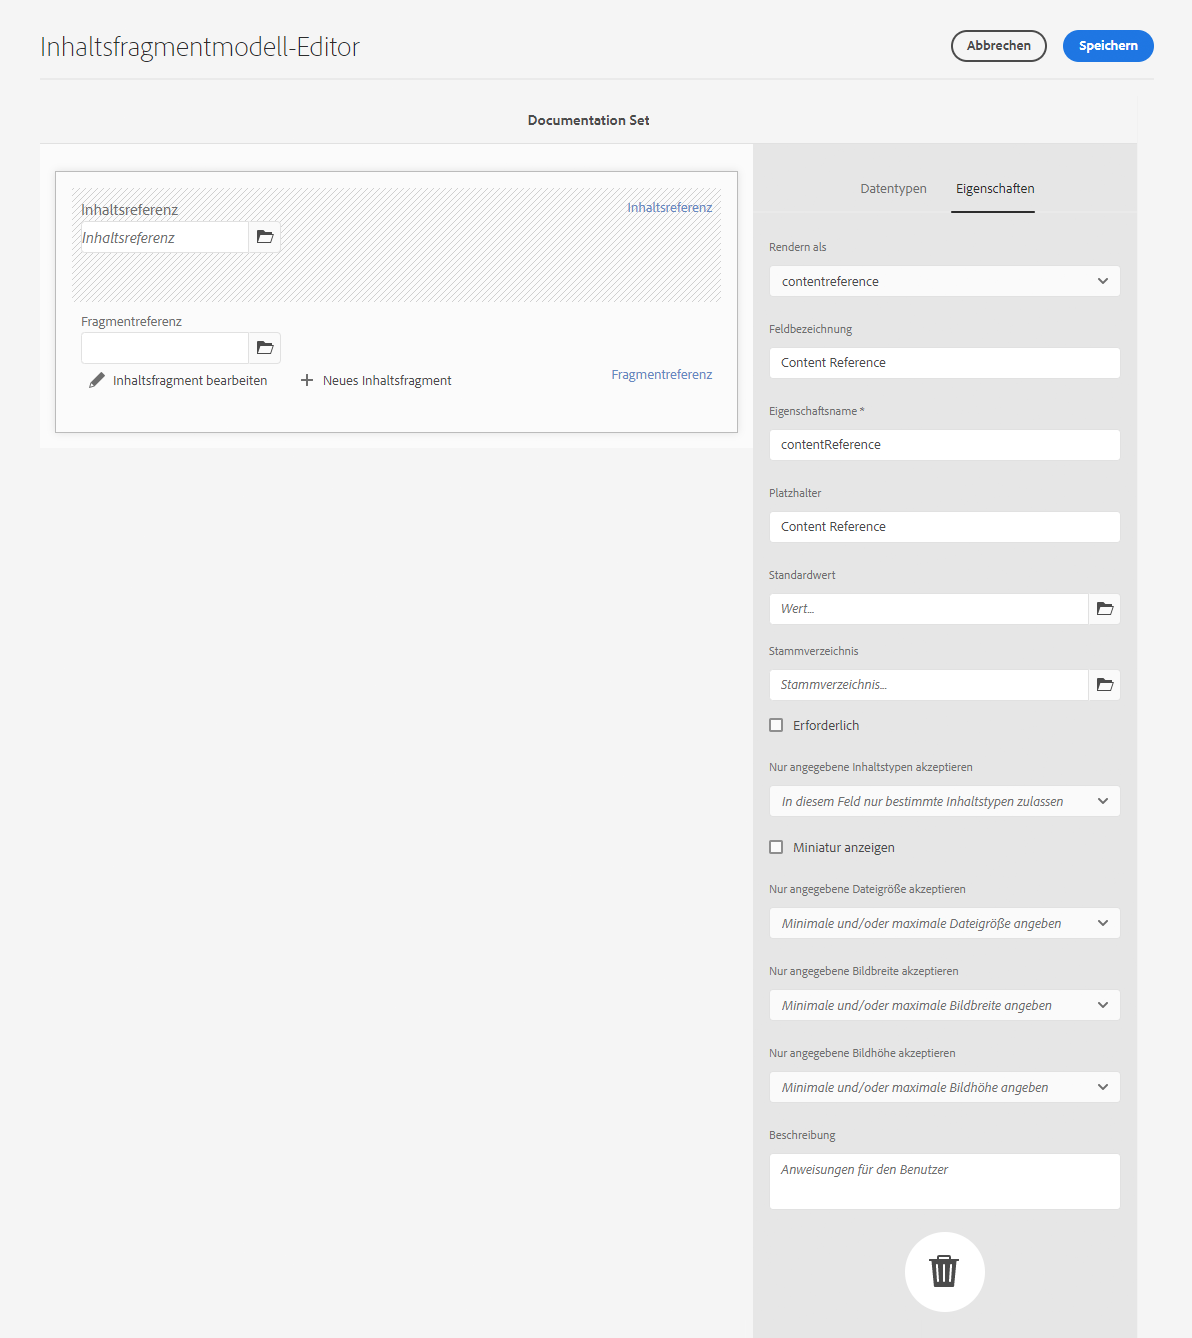 Inhaltsfragmentmodell-Editor
Abbrechen
Speichern
Documentation Set
Inhaltsreferenz
Inhaltsreferenz
Inhaltsreferenz
Fragmentreferenz
Inhaltsfragment bearbeiten
Neues Inhaltsfragment
Fragmentreferenz
Datentypen
Eigenschaften
Rendern als
contentreference
Feldbezeichnung
Content Reference
Eigenschaftsname *
contentReference
Platzhalter
Content Reference
Standardwert
Wert...
Stammverzeichnis
Stammverzeichnis...
Erforderlich
Nur angegebene Inhaltstypen akzeptieren
In diesem Feld nur bestimmte Inhaltstypen zulassen
Miniatur anzeigen
Nur angegebene Dateigröße akzeptieren
Minimale und/oder maximale Dateigröße angeben
Nur angegebene Bildbreite akzeptieren
Minimale und/oder maximale Bildbreite angeben
Nur angegebene Bildhöhe akzeptieren
Minimale und/oder maximale Bildhöhe angeben
Beschreibung
Anweisungen für den Benutzer